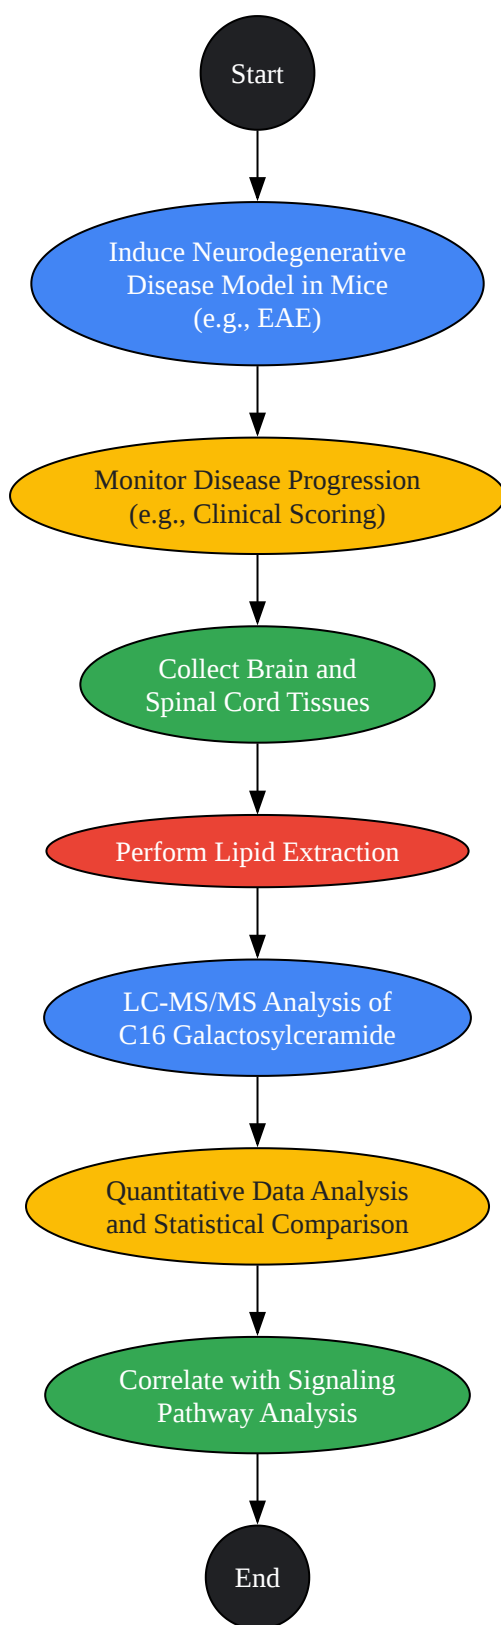 Start
Induce Neurodegenerative
Disease Model in Mice
(e.g., EAE)
Monitor Disease Progression
(e.g., Clinical Scoring)
Collect Brain and
Spinal Cord Tissues
Perform Lipid Extraction
LC-MS/MS Analysis of
C16 Galactosylceramide
Quantitative Data Analysis
and Statistical Comparison
Correlate with Signaling
Pathway Analysis
End